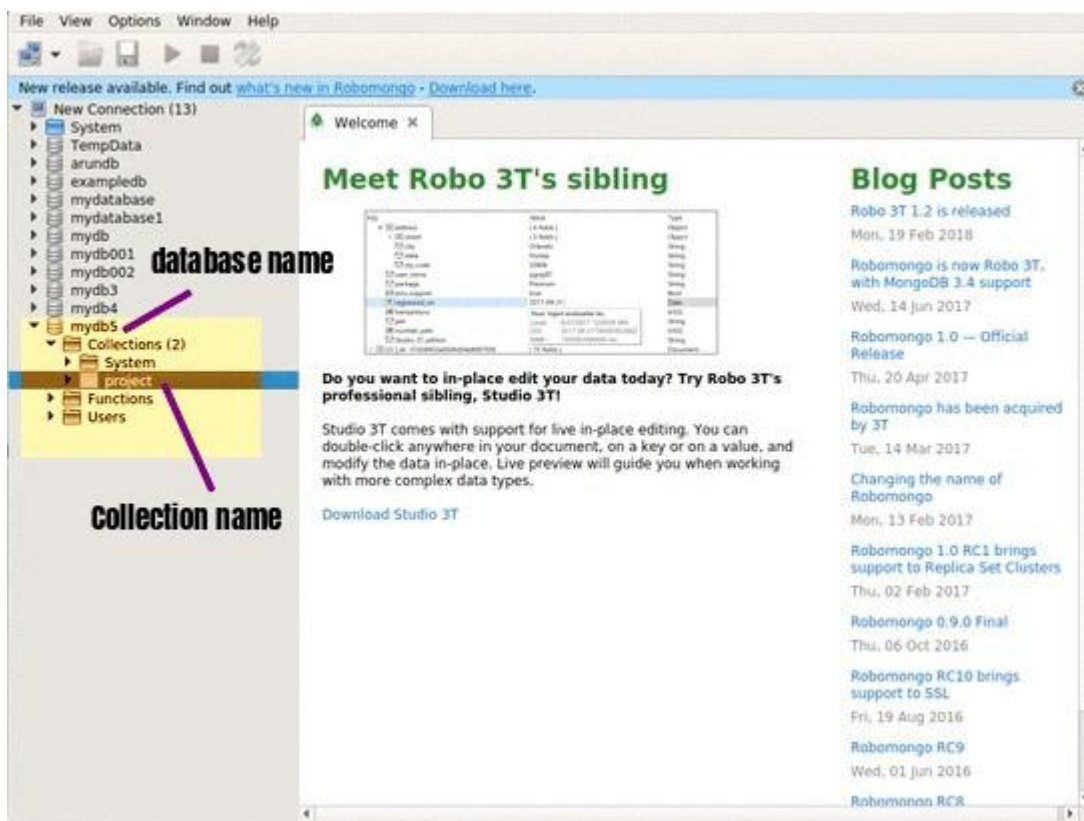 File View Options Window Help
New release available. Find out what's new in Robomongo - Download here.
New Connection (13)
System
TempData
arundb
exampledb
mydatabase
mydatabase1
mydb
mydb001
mydb002
mydb3
mydb4
mydb5
Collections (2)
System
project
Functions
Users
database name
Collection name
Welcome
Meet Robo 3T's sibling
Do you want to in-place edit your data today? Try Robo 3T's
professional sibling, Studio 3T!
Studio 3T comes with support for live in-place editing. You can
double-click anywhere in your document, on a key or on a value, and
modify the data in-place. Live preview will guide you when working
with more complex data types.
Download Studio 3T
Blog Posts
Robo 3T 1.2 is released
Mon, 19 Feb 2018
Robomongo is now Robo 3T,
with MongoDB 3.4 support
Wed, 14 Jun 2017
Robomongo 1.0 — Official
Release
Thu, 20 Apr 2017
Robomongo has been acquired
by 3T
Tue, 14 Mar 2017
Changing the name of
Robomongo
Mon, 13 Feb 2017
Robomongo 1.0 RC1 brings
support to Replica Set Clusters
Thu, 02 Feb 2017
Robomongo 0.9.0 Final
Thu, 06 Oct 2016
Robomongo RC10 brings
support to SSL
Fri, 19 Aug 2016
Robomongo RC9
Wed, 01 Jun 2016
Robomongo RC8